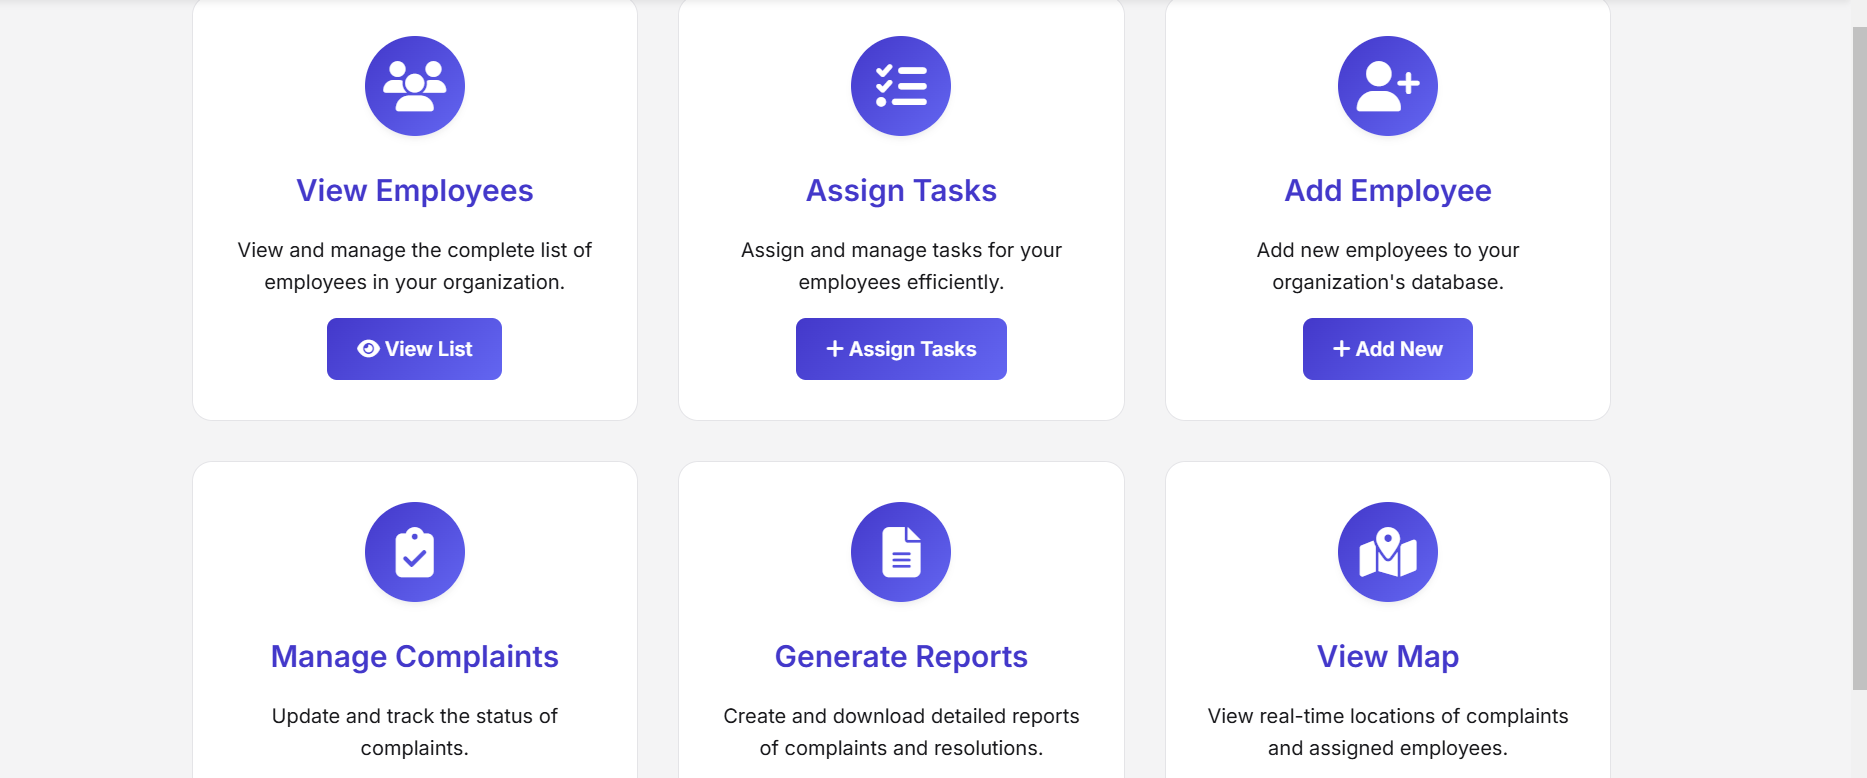 View Employees
View and manage the complete list of
employees in your organization.
View List
Assign Tasks
Assign and manage tasks for your
employees efficiently.
+ Assign Tasks
Add Employee
Add new employees to your
organization's database.
+ Add New
Manage Complaints
Update and track the status of
complaints.
Generate Reports
Create and download detailed reports
of complaints and resolutions.
View Map
View real-time locations of complaints
and assigned employees.